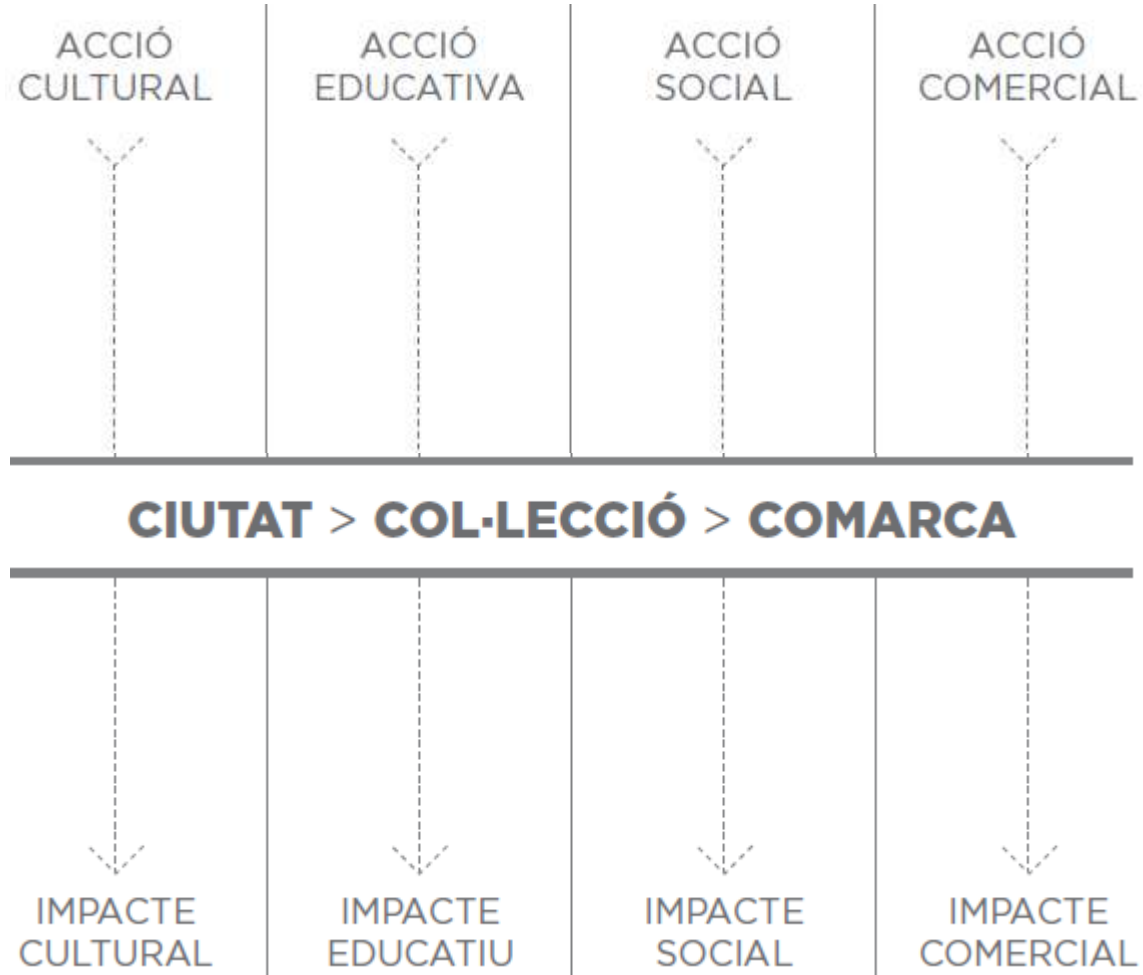 ACCIÓ
CULTURAL
ACCIÓ
EDUCATIVA
ACCIÓ
SOCIAL
ACCIÓ
COMERCIAL
CIUTAT > COL·LECCIÓ > COMARCA
IMPACTE
CULTURAL
IMPACTE
EDUCATIU
IMPACTE
SOCIAL
IMPACTE
COMERCIAL